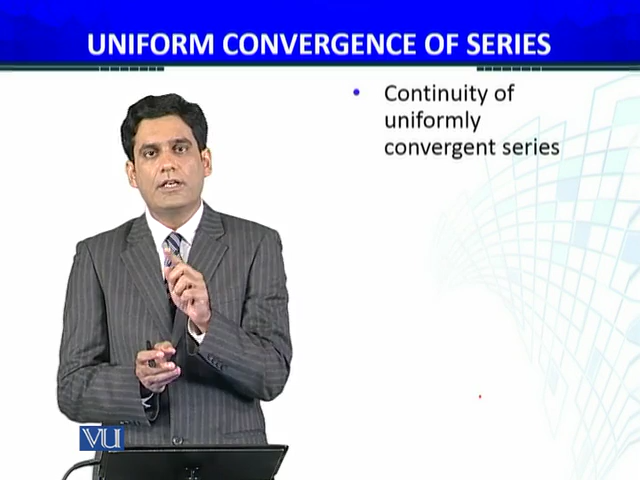 UNIFORM CONVERGENCE OF SERIES
• Continuity of
uniformly
convergent series
VU